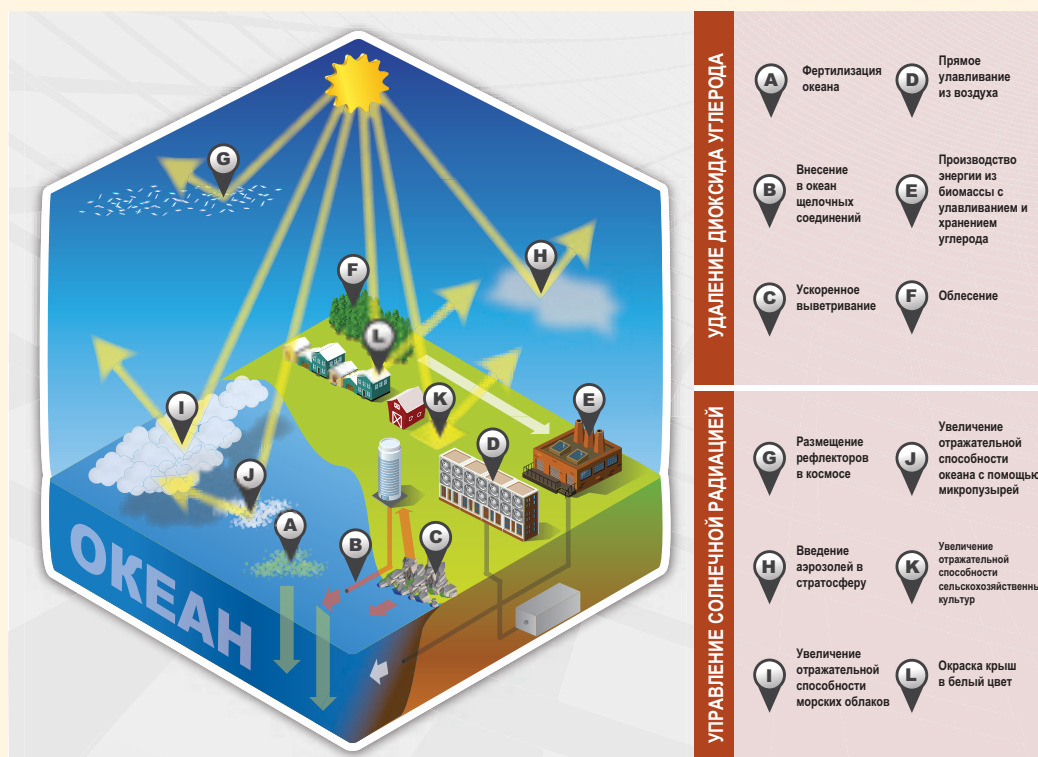 G
H
F
L
I
K
E
D
J
A
B
C
ОКЕАН
УДАЛЕНИЕ ДИОКСИДА УГЛЕРОДА
A
Фертилизация
океана
D
Прямое
улавливание
из воздуха
B
Внесение
в океан
щелочных
соединений
E
Производство
энергии из
биомассы с
улавливанием и
хранением
углерода
C
Ускоренное
выветривание
F
Облесение
УПРАВЛЕНИЕ СОЛНЕЧНОЙ РАДИАЦИЕЙ
G
Размещение
рефлекторов
в космосе
J
Увеличение
отражательной
способности
океана с помощью
микропузырей
H
Введение
аэрозолей в
стратосферу
K
Увеличение
отражательной
способности
сельскохозяйственны
культур
I
Увеличение
отражательной
способности
морских облаков
L
Окраска крыш
в белый цвет